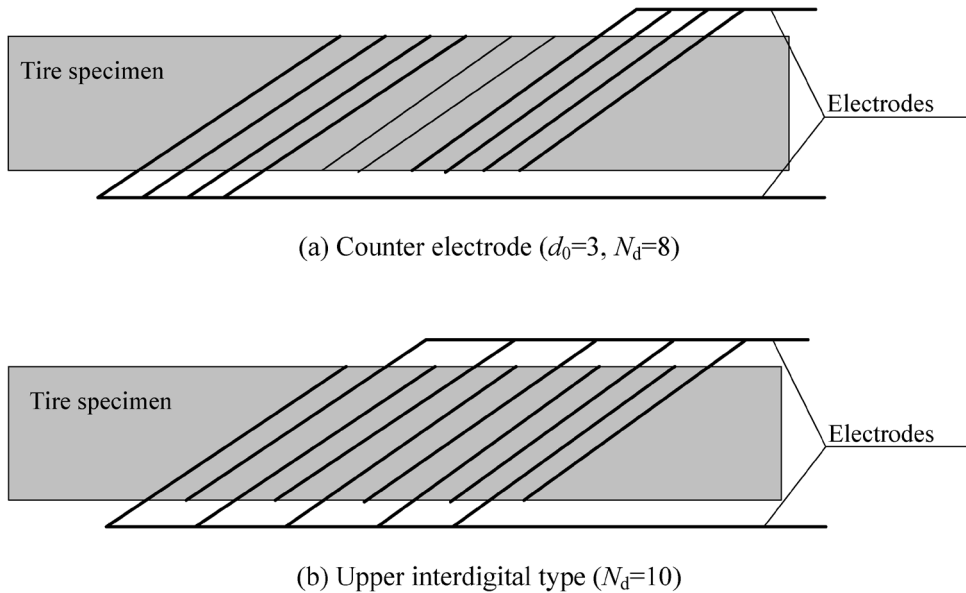 Tire specimen
Electrodes
(a) Counter electrode (d0=3, Nd=8)
Tire specimen
Electrodes
(b) Upper interdigital type (Nd=10)